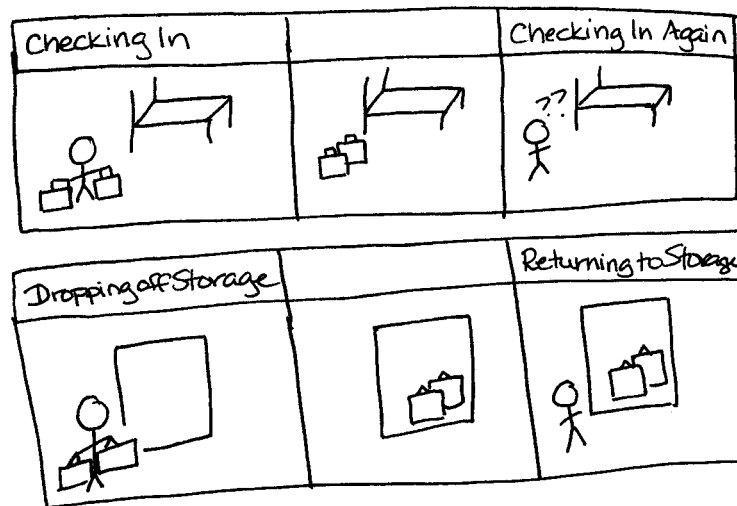 Checking In
Checking In Again
??
Dropping off Storage
Returning to Storage